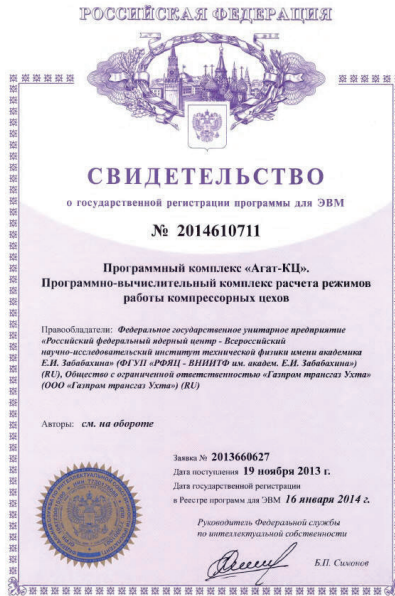 РОССИЙСКАЯ ФЕДЕРАЦИЯ
СВИДЕТЕЛЬСТВО
о государственной регистрации программы для ЭВМ
№ 2014610711
Программный комплекс «Агат-КЦ».
Программно-вычислительный комплекс расчета режимов
работы компрессорных цехов
Правообладатели: Федеральное государственное унитарное предприятие
«Российский федеральный ядерный центр - Всероссийский
научно-исследовательский институт технической физики имени академика
Е.И. Забабахина» (ФГУП «РФЯЦ - ВНИИТФ им. академ. Е.И. Забабахина»)
(RU), Общество с ограниченной ответственностью «Газпром трансгаз Ухта»
(ООО «Газпром трансгаз Ухта») (RU)
Авторы: см. на обороте
Заявка № 2013660627
Дата поступления 19 ноября 2013 г.
Дата государственной регистрации
в Реестре программ для ЭВМ 16 января 2014 г.
Руководитель Федеральной службы
по интеллектуальной собственности
Б.П. Симонов